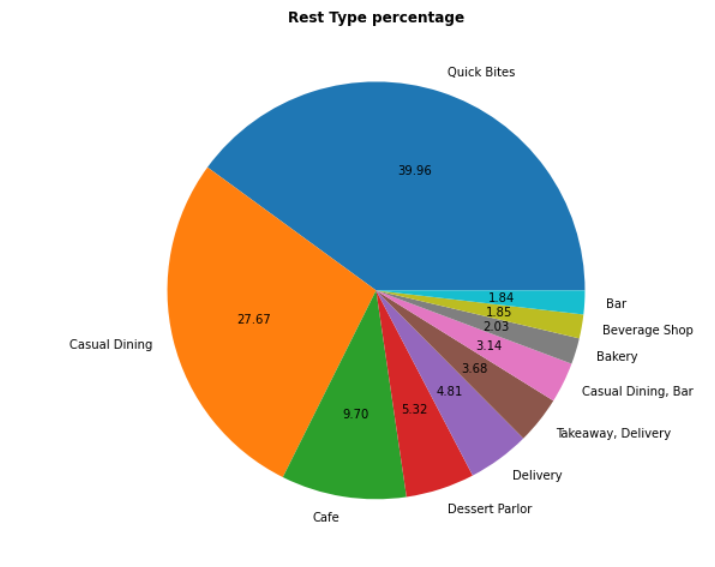 Rest Type percentage
Quick Bites
39.96
27.67
Casual Dining
9.70
Cafe
5.32
Dessert Parlor
4.81
Delivery
3.68
Takeaway, Delivery
3.14
Casual Dining, Bar
2.03
Bakery
1.85
Beverage Shop
1.84
Bar